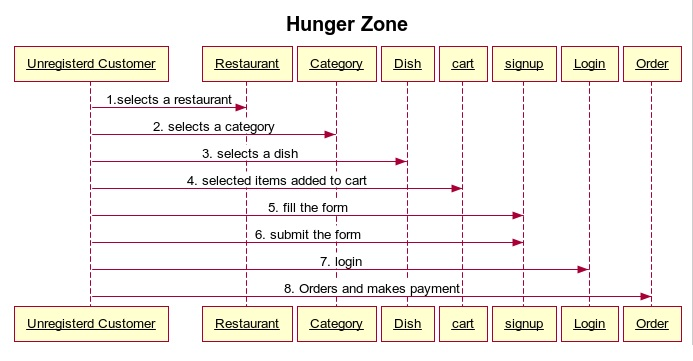 Hunger Zone
Unregisterd Customer Restaurant Category Dish cart signup Login Order
1.selects a restaurant
2. selects a category
3. selects a dish
4. selected items added to cart
5. fill the form
6. submit the form
7. login
8. Orders and makes payment
Unregisterd Customer Restaurant Category Dish cart signup Login Order